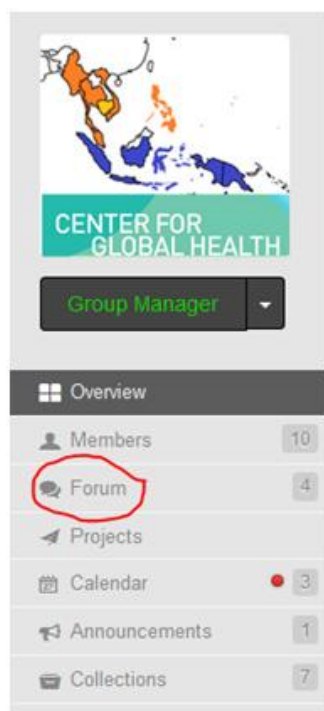 CENTER FOR
GLOBAL HEALTH
Group Manager
Overview
Members 10
Forum 4
Projects
Calendar 3
Announcements 1
Collections 7